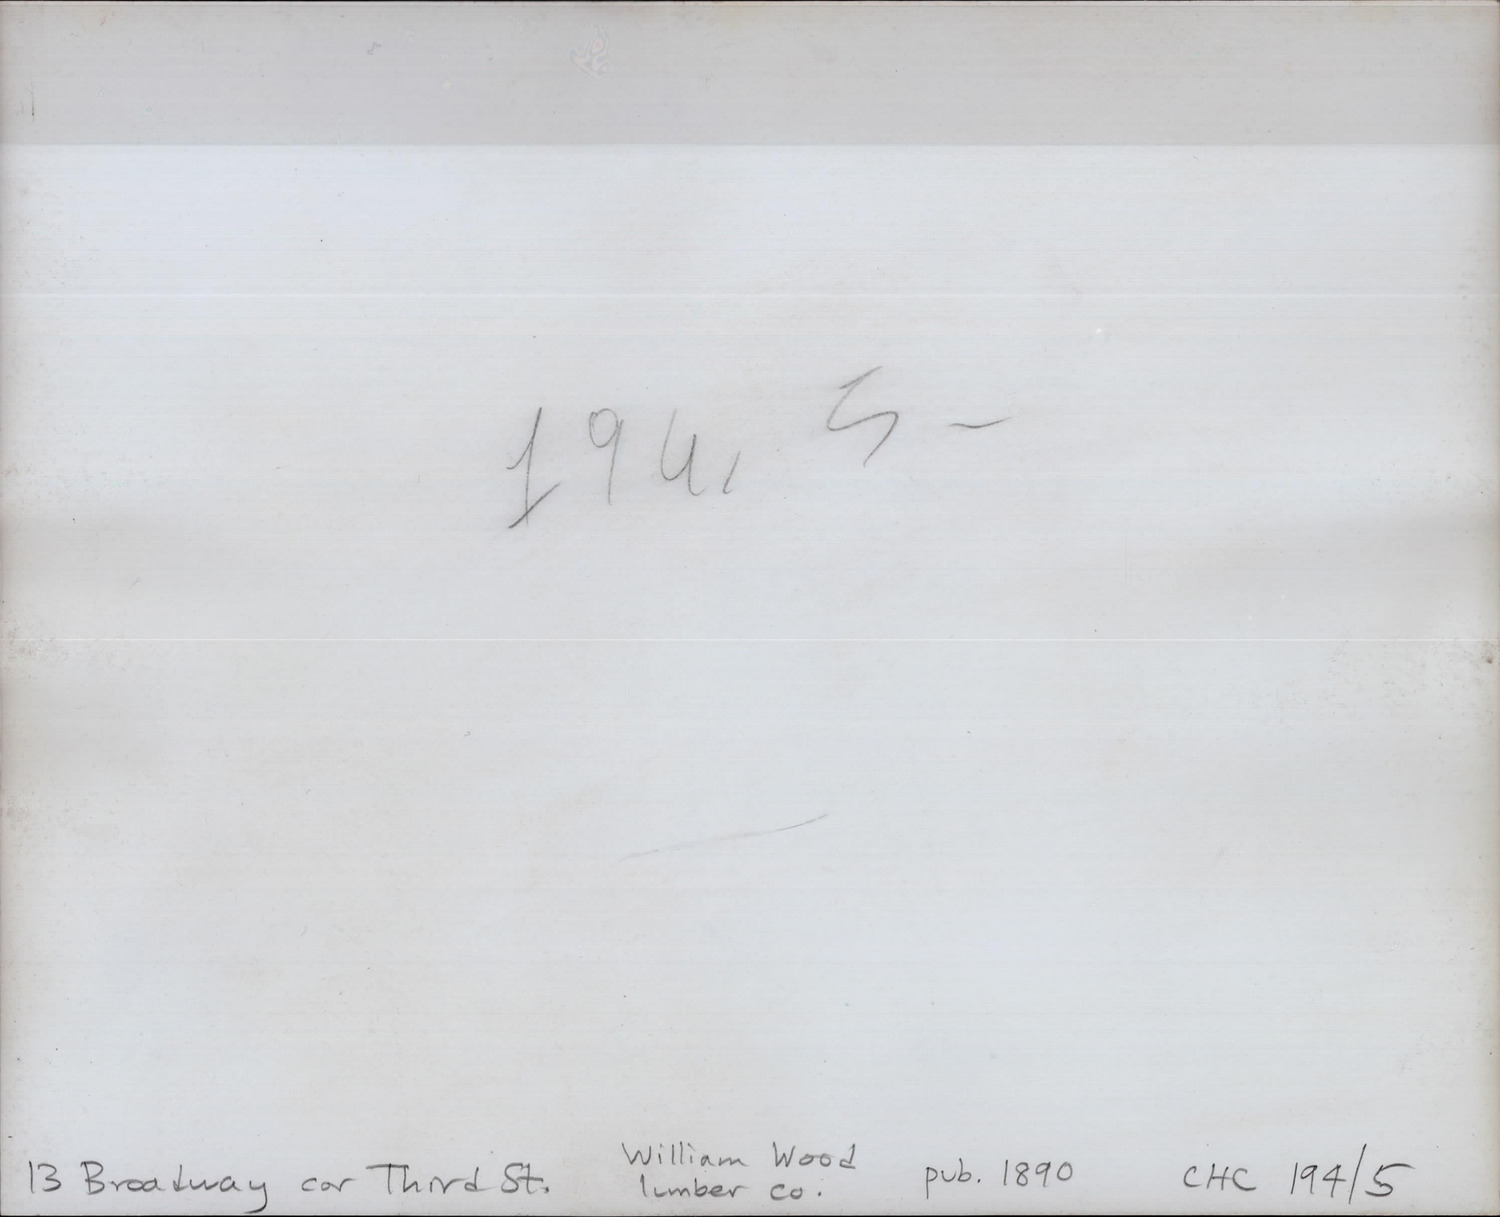 194, 5-
13 Broadway cor Third St.
William Wood
lumber co.
pub. 1890
CHC 194/5